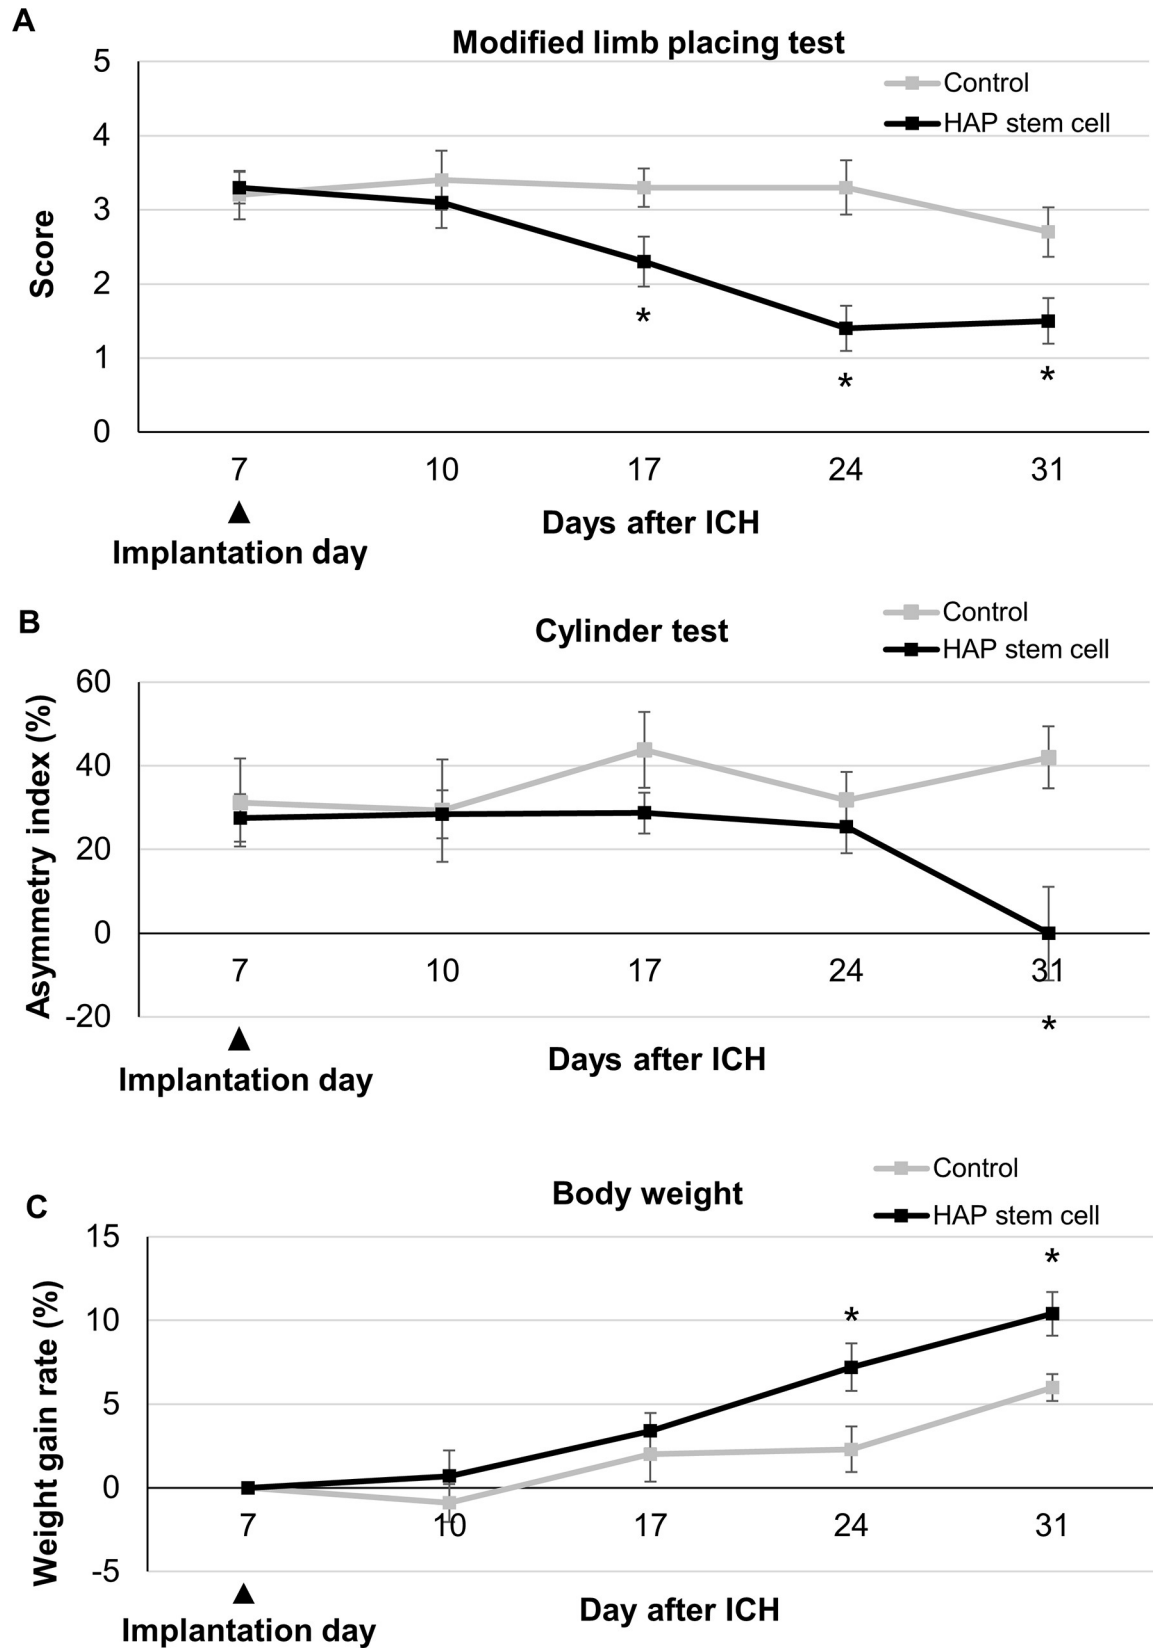 A
Modified limb placing test
Control
HAP stem cell
5
4
3
2
1
0
Score
7 10 17 24 31
* * *
▲
Days after ICH
Implantation day
B
Cylinder test
Control
HAP stem cell
60
40
20
0
-20
Asymmetry index (%)
7 10 17 24 31
*
▲
Days after ICH
Implantation day
C
Body weight
Control
HAP stem cell
15
10
5
0
-5
Weight gain rate (%)
* *
7 10 17 24 31
▲
Day after ICH
Implantation day